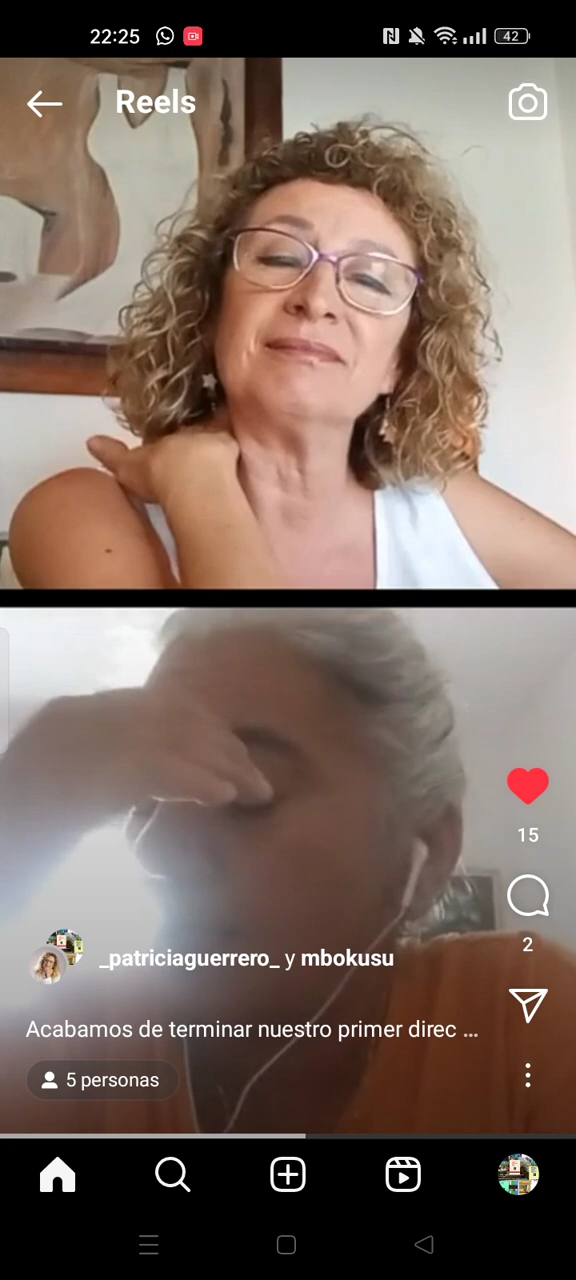 22:25
42
Reels
15
2
_patriciaguerrero_ y mbokusu
Acabamos de terminar nuestro primer direc ...
5 personas